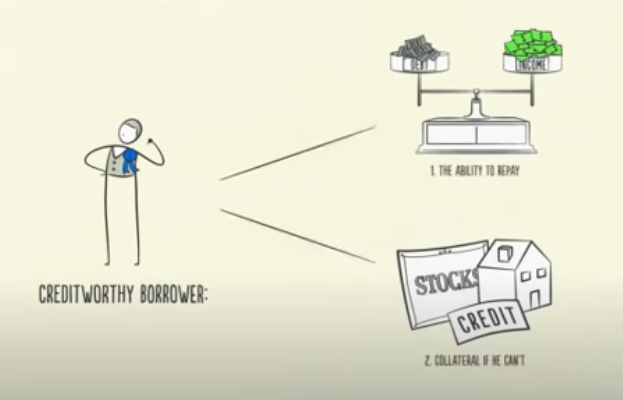 DEBT
INCOME
1. THE ABILITY TO REPAY
CREDITWORTHY BORROWER:
STOCKS
CREDIT
2. COLLATERAL IF HE CAN'T